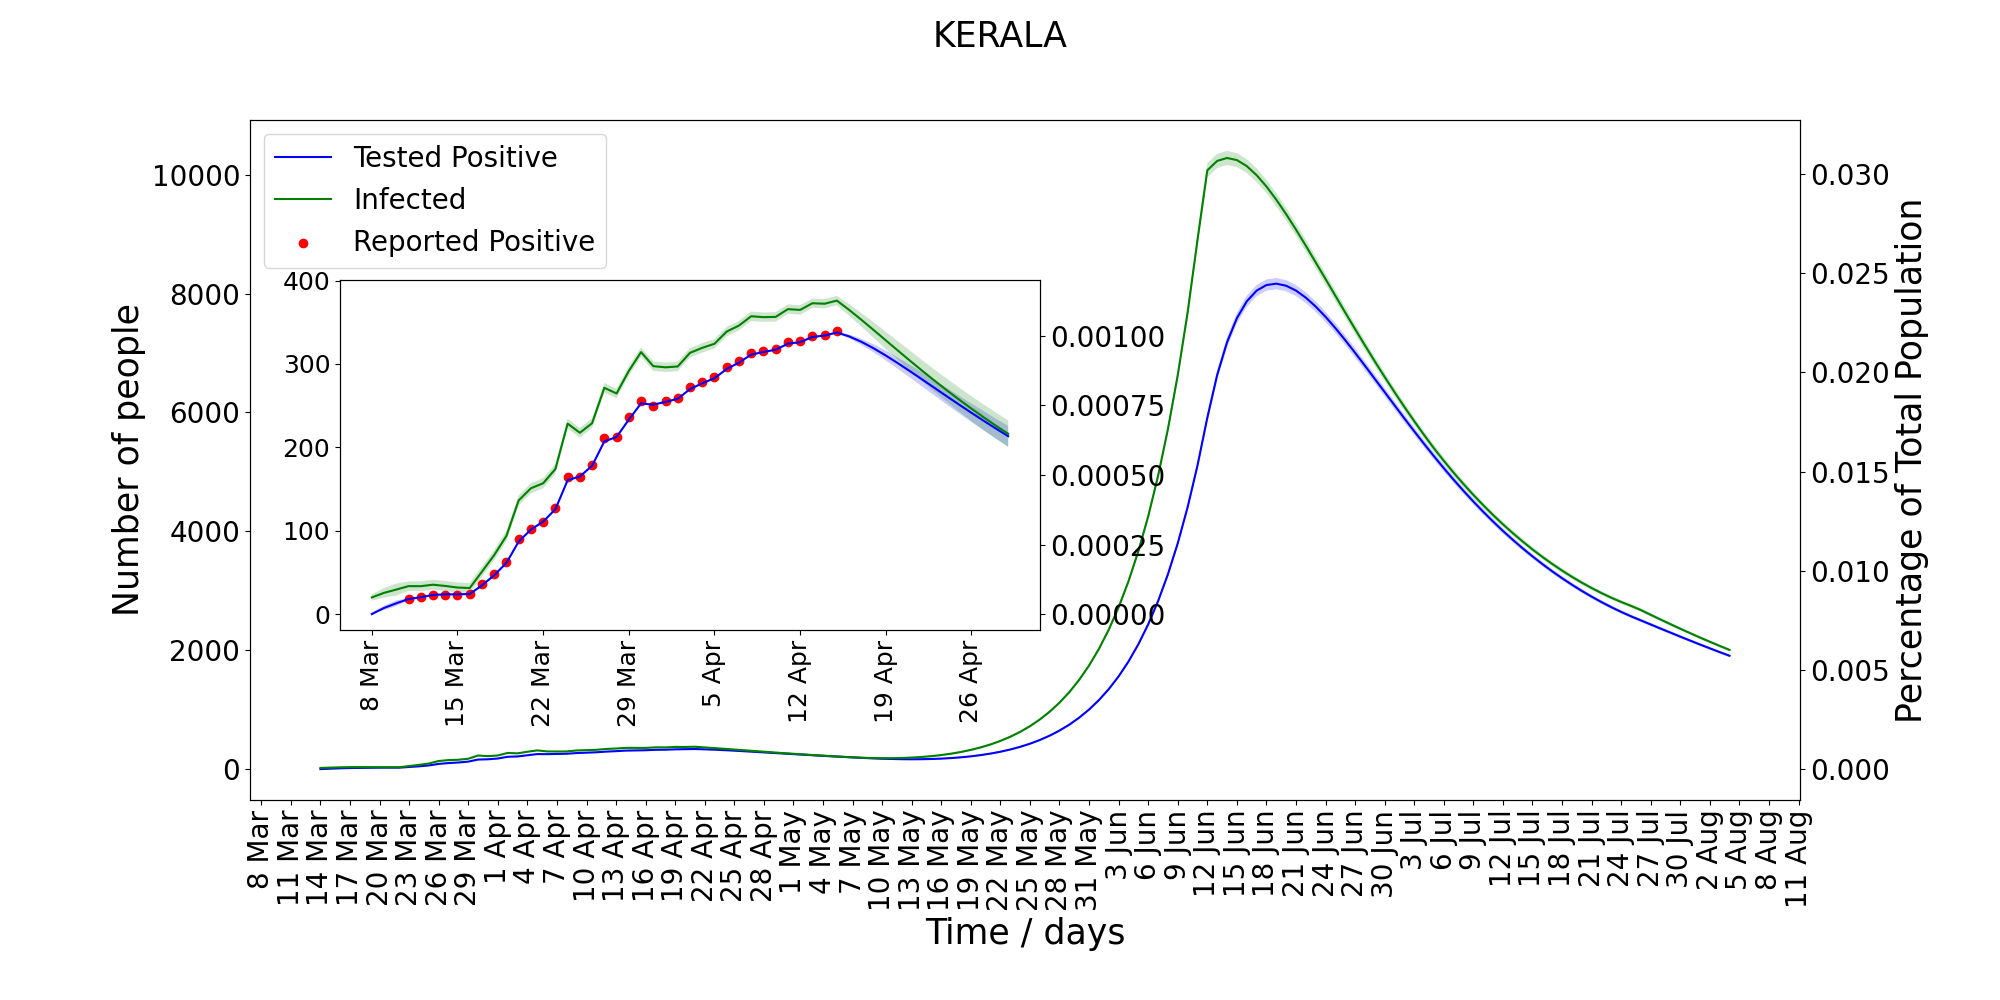 KERALA
Tested Positive
Infected
Reported Positive
Number of people
10000
8000
6000
4000
2000
0
400
300
200
100
0
0.00100
0.00075
0.00050
0.00025
0.00000
8 Mar
15 Mar
22 Mar
29 Mar
5 Apr
12 Apr
19 Apr
26 Apr
0.030
0.025
0.020
0.015
0.010
0.005
0.000
Percentage of Total Population
8 Mar
11 Mar
14 Mar
17 Mar
20 Mar
23 Mar
26 Mar
29 Mar
1 Apr
4 Apr
7 Apr
10 Apr
13 Apr
16 Apr
19 Apr
22 Apr
25 Apr
28 Apr
1 May
4 May
7 May
10 May
13 May
16 May
19 May
22 May
25 May
28 May
31 May
3 Jun
6 Jun
9 Jun
12 Jun
15 Jun
18 Jun
21 Jun
24 Jun
27 Jun
30 Jun
3 Jul
6 Jul
9 Jul
12 Jul
15 Jul
18 Jul
21 Jul
24 Jul
27 Jul
30 Jul
2 Aug
5 Aug
8 Aug
11 Aug
Time / days